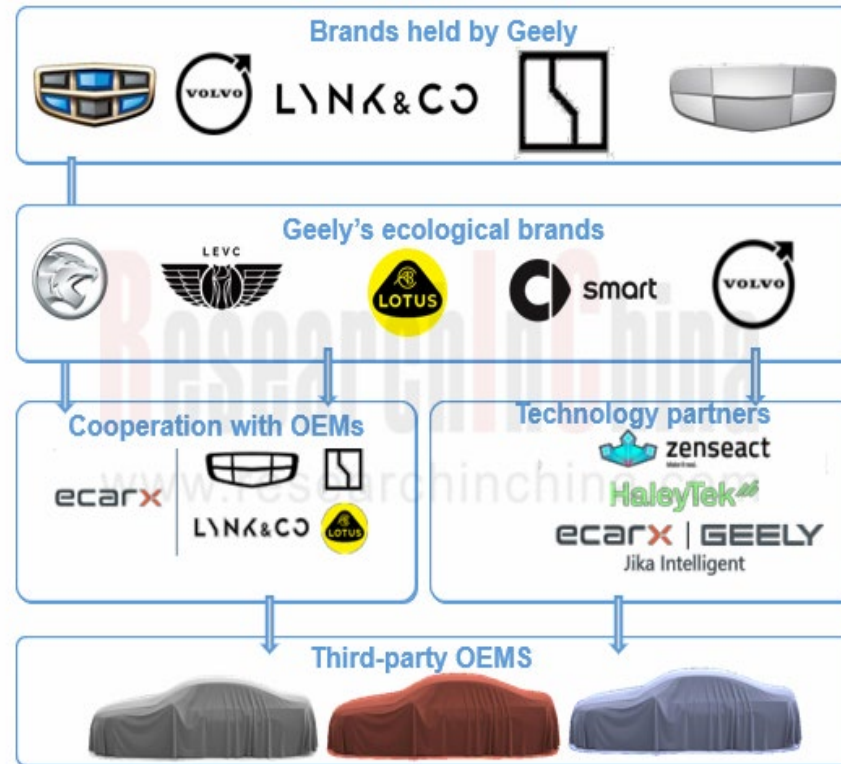 Brands held by Geely
VOLVO LYNK & CO
Geely's ecological brands
LEVC
LOTUS smart VOLVO
ResearchInChina
www.researchinchina.com
Cooperation with OEMs
ecarx
LYNK & CO LOTUS
Technology partners
zenseact
HaleyTek ab
ecarx | GEELY
Jika Intelligent
Third-party OEMS